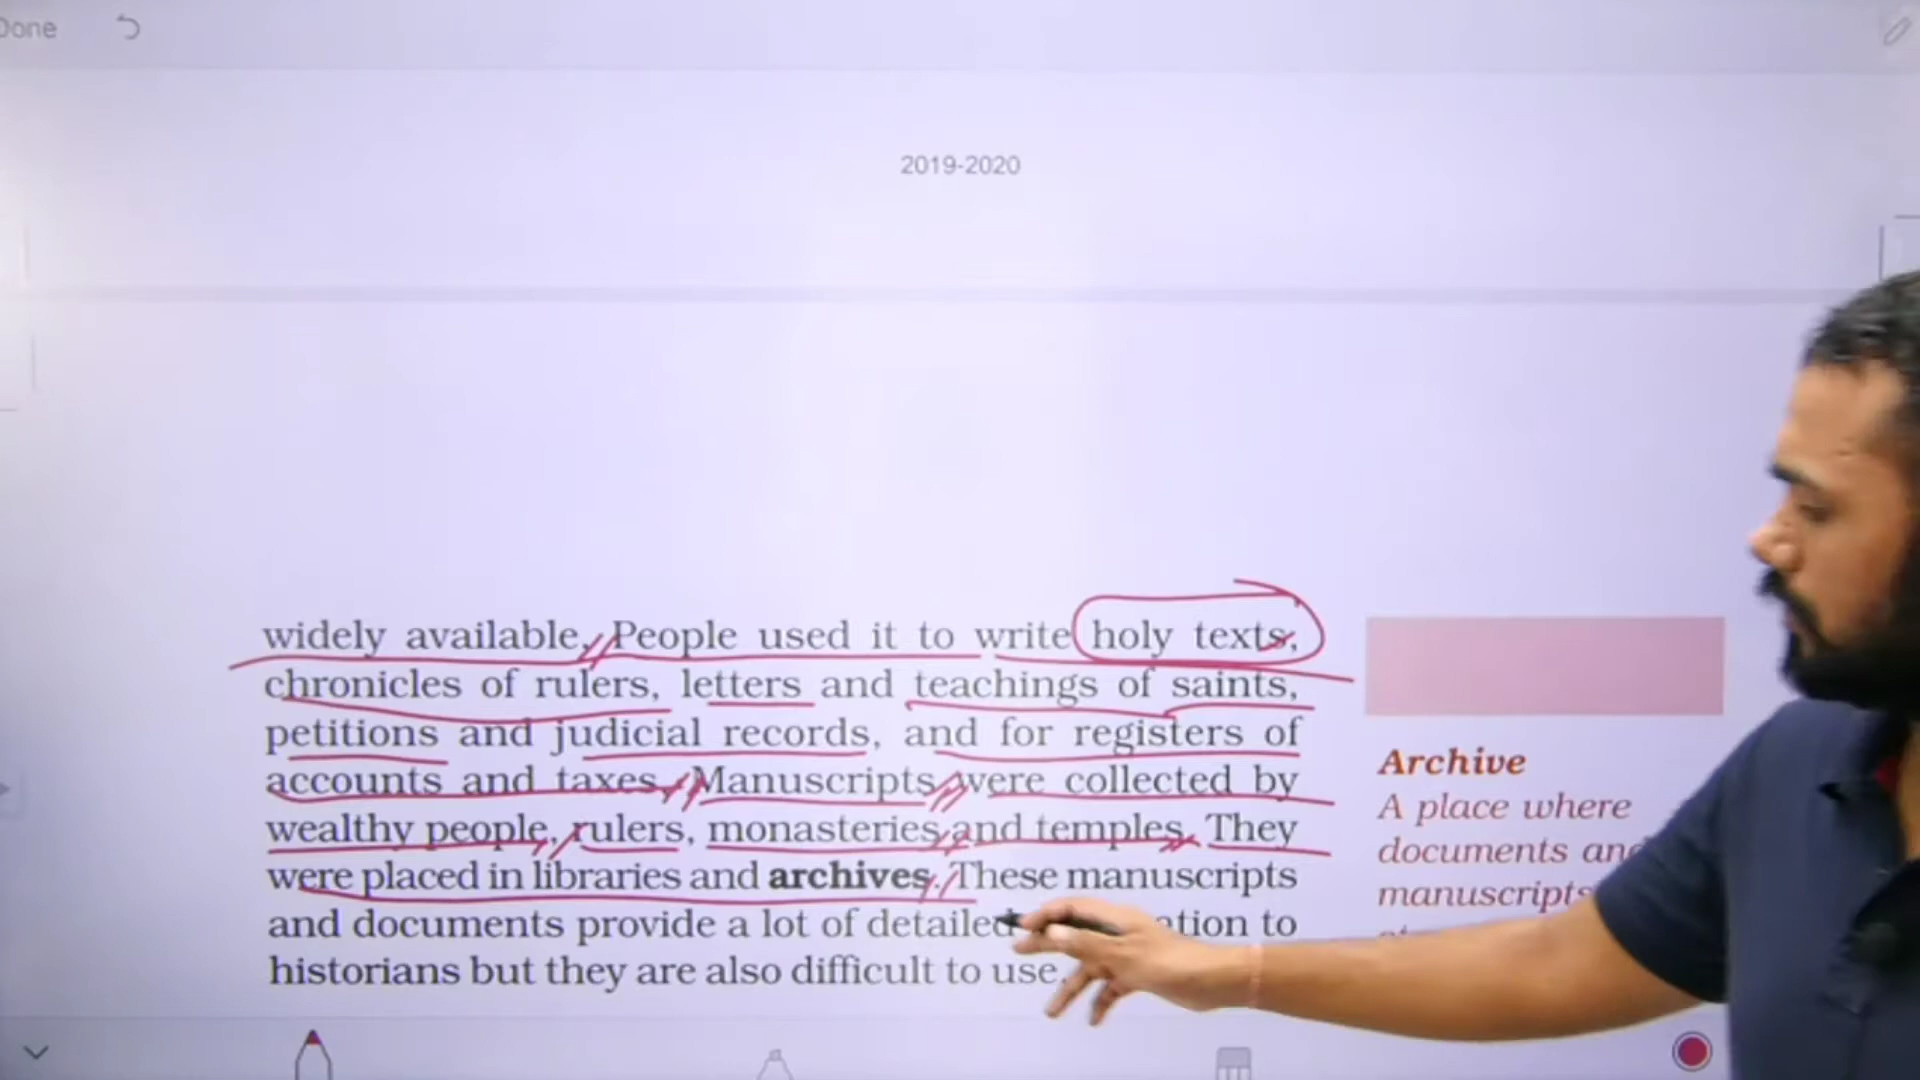 Done
2019-2020
widely available. People used it to write holy texts,
chronicles of rulers, letters and teachings of saints,
petitions and judicial records, and for registers of
accounts and taxes. Manuscripts were collected by
wealthy people, rulers, monasteries and temples. They
were placed in libraries and archives. These manuscripts
and documents provide a lot of detailed to
historians but they are also difficult to use.
Archive
A place where
documents and
manuscripts